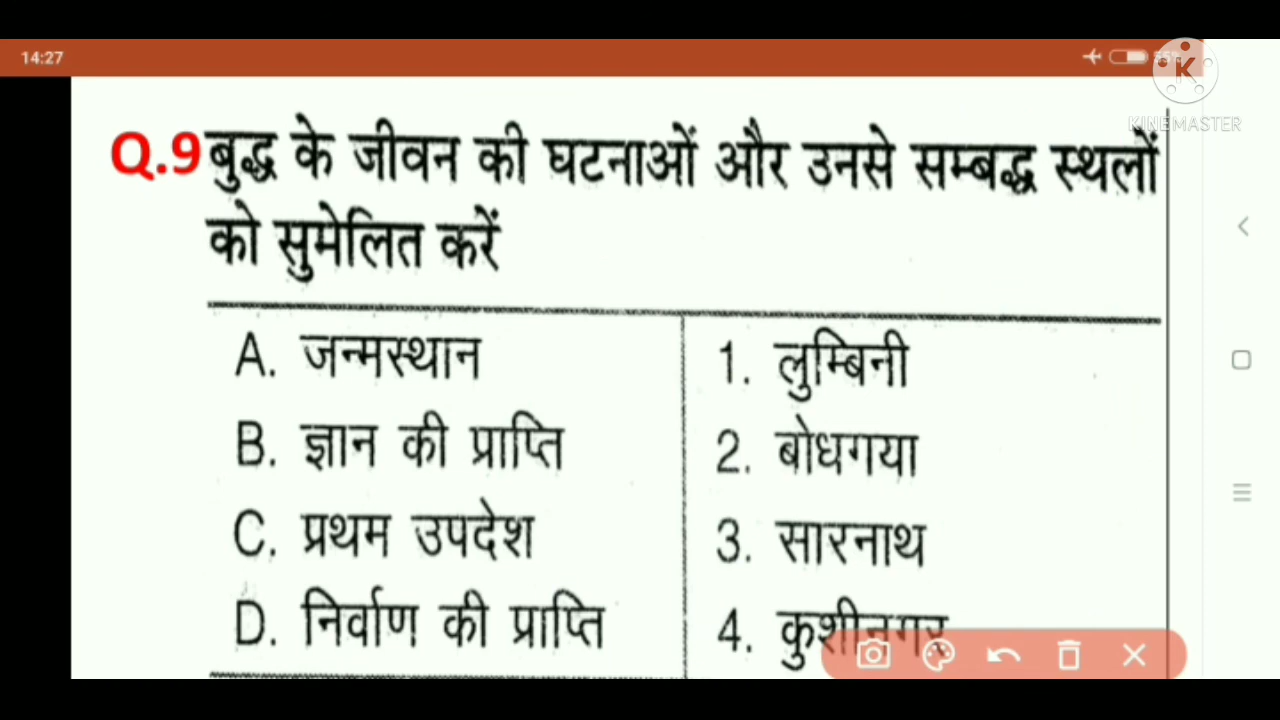 14:27
55%
K
KINEMASTER
Q.9 बुद्ध के जीवन की घटनाओं और उनसे सम्बद्ध स्थलों
को सुमेलित करें
A. जन्मस्थान 1. लुम्बिनी
B. ज्ञान की प्राप्ति 2. बोधगया
C. प्रथम उपदेश 3. सारनाथ
D. निर्वाण की प्राप्ति 4. कुशीनगर